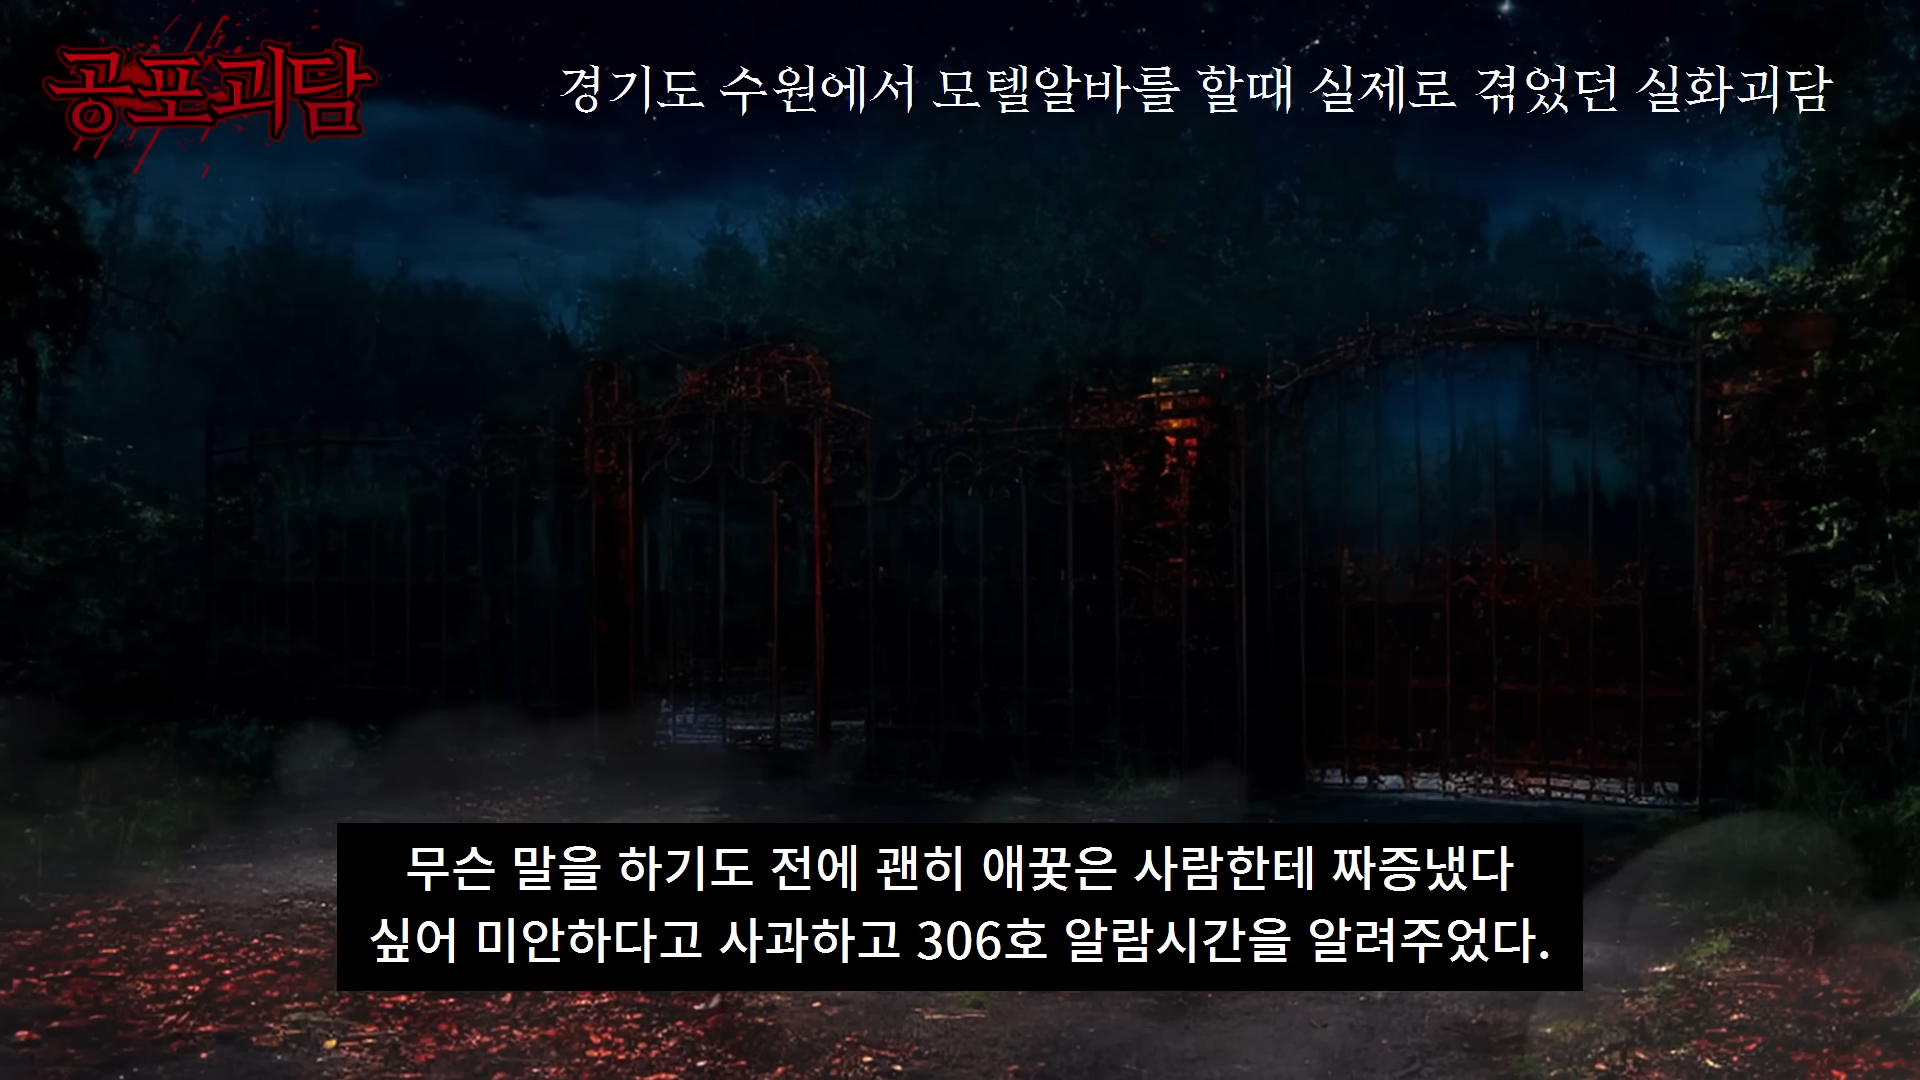 공포괴담
경기도 수원에서 모텔알바를 할때 실제로 겪었던 실화괴담
무슨 말을 하기도 전에 괜히 애꿎은 사람한테 짜증냈다
싶어 미안하다고 사과하고 306호 알람시간을 알려주었다.